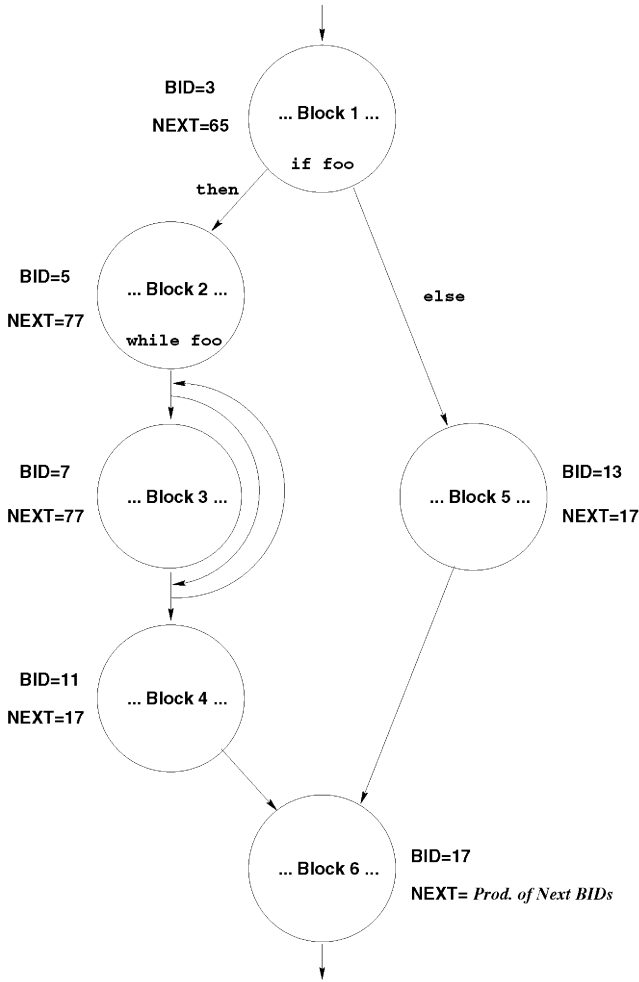 BID=3
NEXT=65
... Block 1 ...
if foo
then
else
BID=5
NEXT=77
... Block 2 ...
while foo
BID=7
NEXT=77
... Block 3 ...
... Block 5 ...
BID=13
NEXT=17
BID=11
NEXT=17
... Block 4 ...
... Block 6 ...
BID=17
NEXT= Prod. of Next BIDs